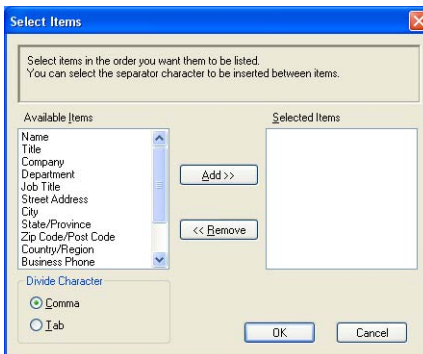 Select Items
Select items in the order you want them to be listed.
You can select the separator character to be inserted between items.
Available Items
Selected Items
Name
Title
Company
Department
Job Title
Street Address
City
State/Province
Zip Code/Post Code
Country/Region
Business Phone
Add >>
<< Remove
Divide Character
Comma
Tab
OK
Cancel